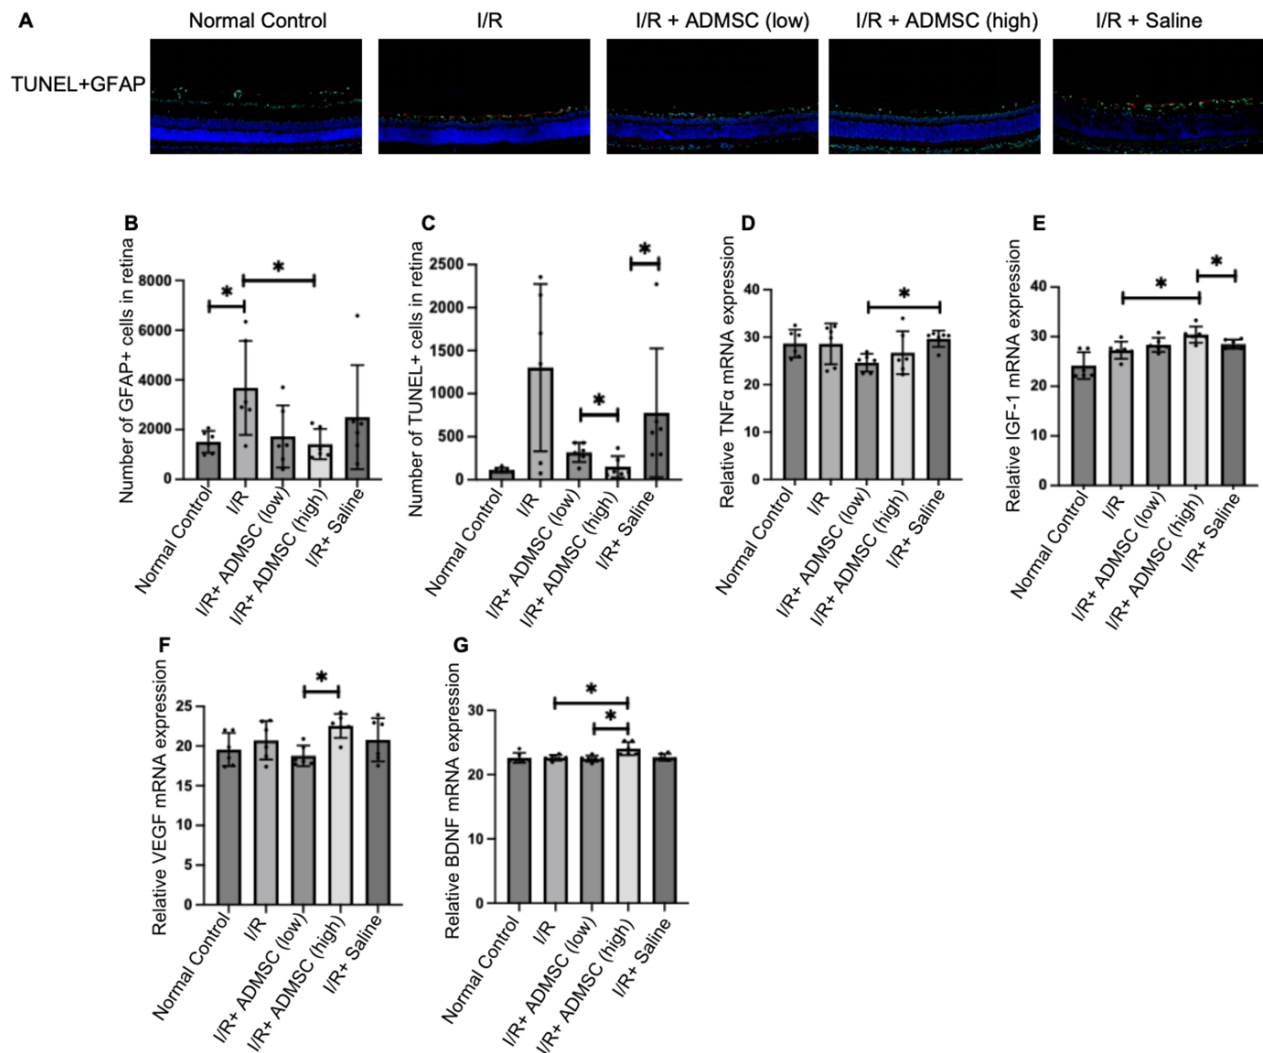 A
Normal Control
I/R
I/R + ADMSC (low)
I/R + ADMSC (high)
I/R + Saline
TUNEL+GFAP
B
Number of GFAP+ cells in retina
8000
6000
4000
2000
0
*
*
Normal Control
I/R
I/R+ ADMSC (low)
I/R+ ADMSC (high)
I/R+ Saline
C
Number of TUNEL+ cells in retina
2500
2000
1500
1000
500
0
*
*
Normal Control
I/R
I/R+ ADMSC (low)
I/R+ ADMSC (high)
I/R+ Saline
D
Relative TNFα mRNA expression
40
30
20
10
0
*
Normal Control
I/R
I/R+ ADMSC (low)
I/R+ ADMSC (high)
I/R+ Saline
E
Relative IGF-1 mRNA expression
40
30
20
10
0
*
*
Normal Control
I/R
I/R+ ADMSC (low)
I/R+ ADMSC (high)
I/R+ Saline
F
Relative VEGF mRNA expression
25
20
15
10
5
0
*
Normal Control
I/R
I/R+ ADMSC (low)
I/R+ ADMSC (high)
I/R+ Saline
G
Relative BDNF mRNA expression
30
20
10
0
*
*
Normal Control
I/R
I/R+ ADMSC (low)
I/R+ ADMSC (high)
I/R+ Saline